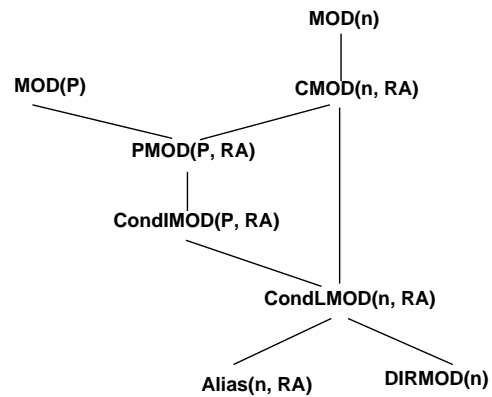 MOD(n)
MOD(P)
CMOD(n, RA)
PMOD(P, RA)
CondIMOD(P, RA)
CondLMOD(n, RA)
Alias(n, RA)
DIRMOD(n)